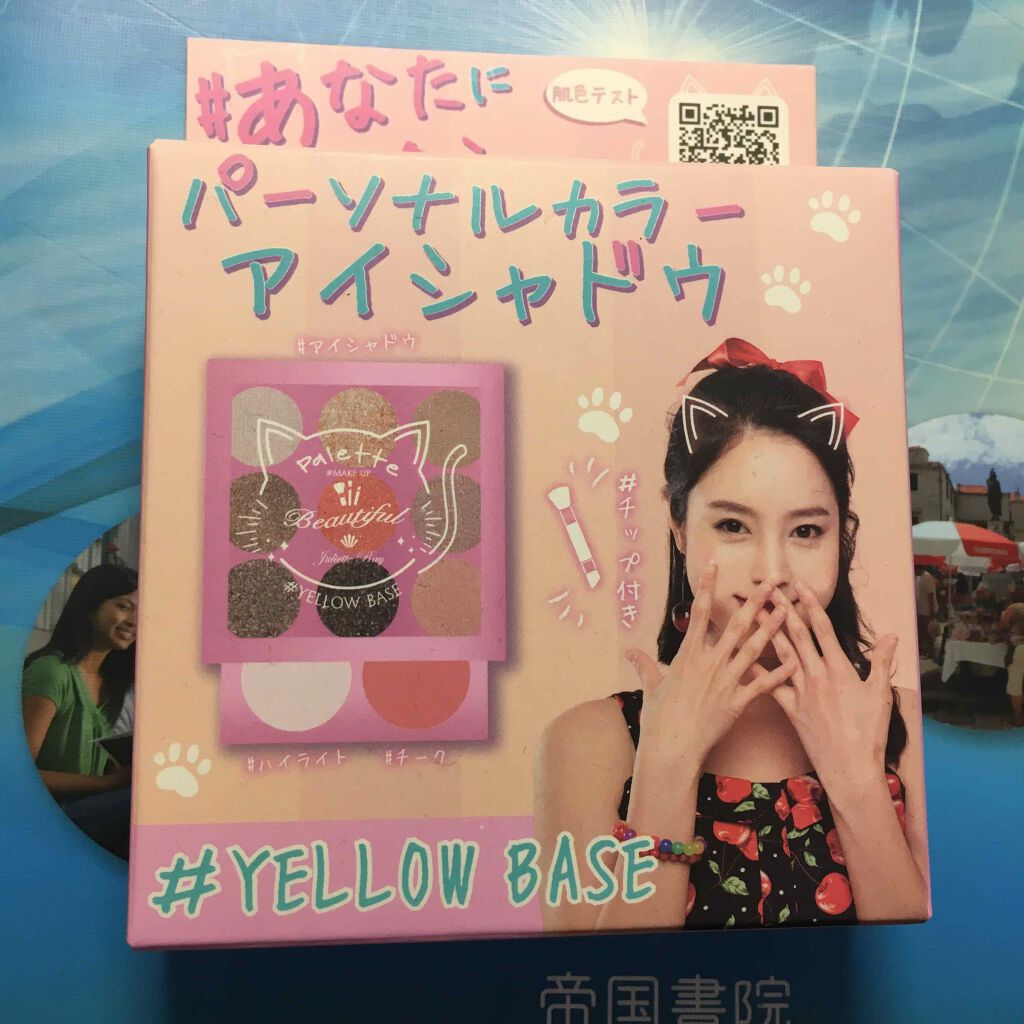 #あなたに
肌色テスト
パーソナルカラー
アイシャドウ
#アイシャドウ
palette
#MAKE UP
Beautiful
Juliette Bay
#YELLOW BASE
#チップ付き
#ハイライト #チーク
#YELLOW BASE
帝国書院